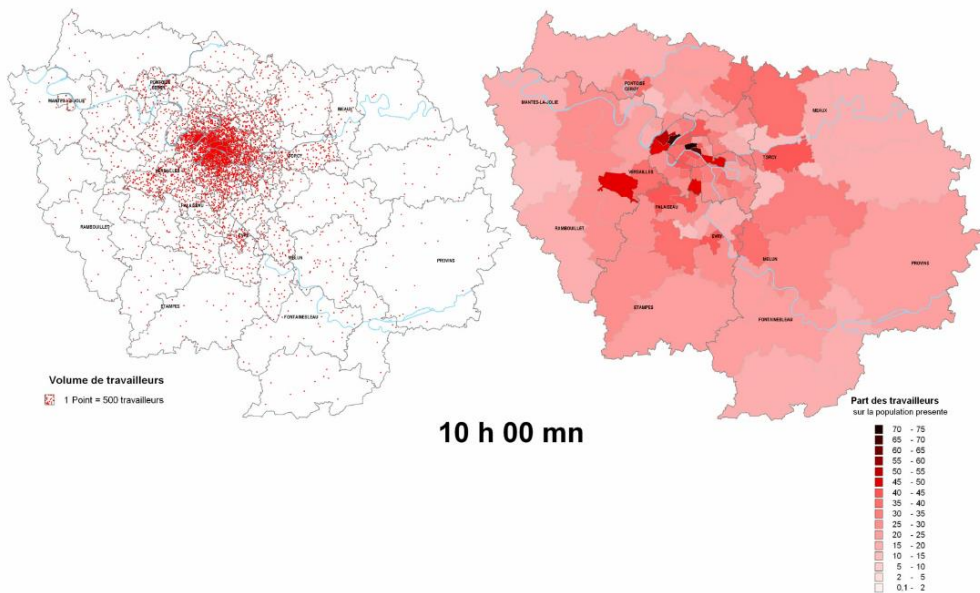 PONTOISE
CERGY
MANTES-LA-JOLIE
MEAUX
TORCY
VERSAILLES
PALAISEAU
RAMBOUILLET
EVRY
MELUN
PROVINS
ETAMPES
FONTAINEBLEAU
Volume de travailleurs
1 Point = 500 travailleurs
PONTOISE
CERGY
MANTES-LA-JOLIE
MEAUX
TORCY
VERSAILLES
PALAISEAU
RAMBOUILLET
EVRY
MELUN
PROVINS
ETAMPES
FONTAINEBLEAU
10 h 00 mn
Part des travailleurs
sur la population presente
70 - 75
65 - 70
60 - 65
55 - 60
50 - 55
45 - 50
40 - 45
35 - 40
30 - 35
25 - 30
20 - 25
15 - 20
10 - 15
5 - 10
2 - 5
0,1 - 2